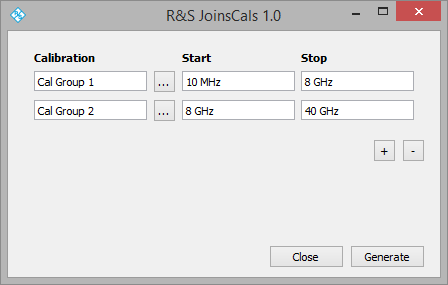 R&S JoinsCals 1.0
Calibration Start Stop
Cal Group 1 ... 10 MHz 8 GHz
Cal Group 2 ... 8 GHz 40 GHz
+ -
Close Generate